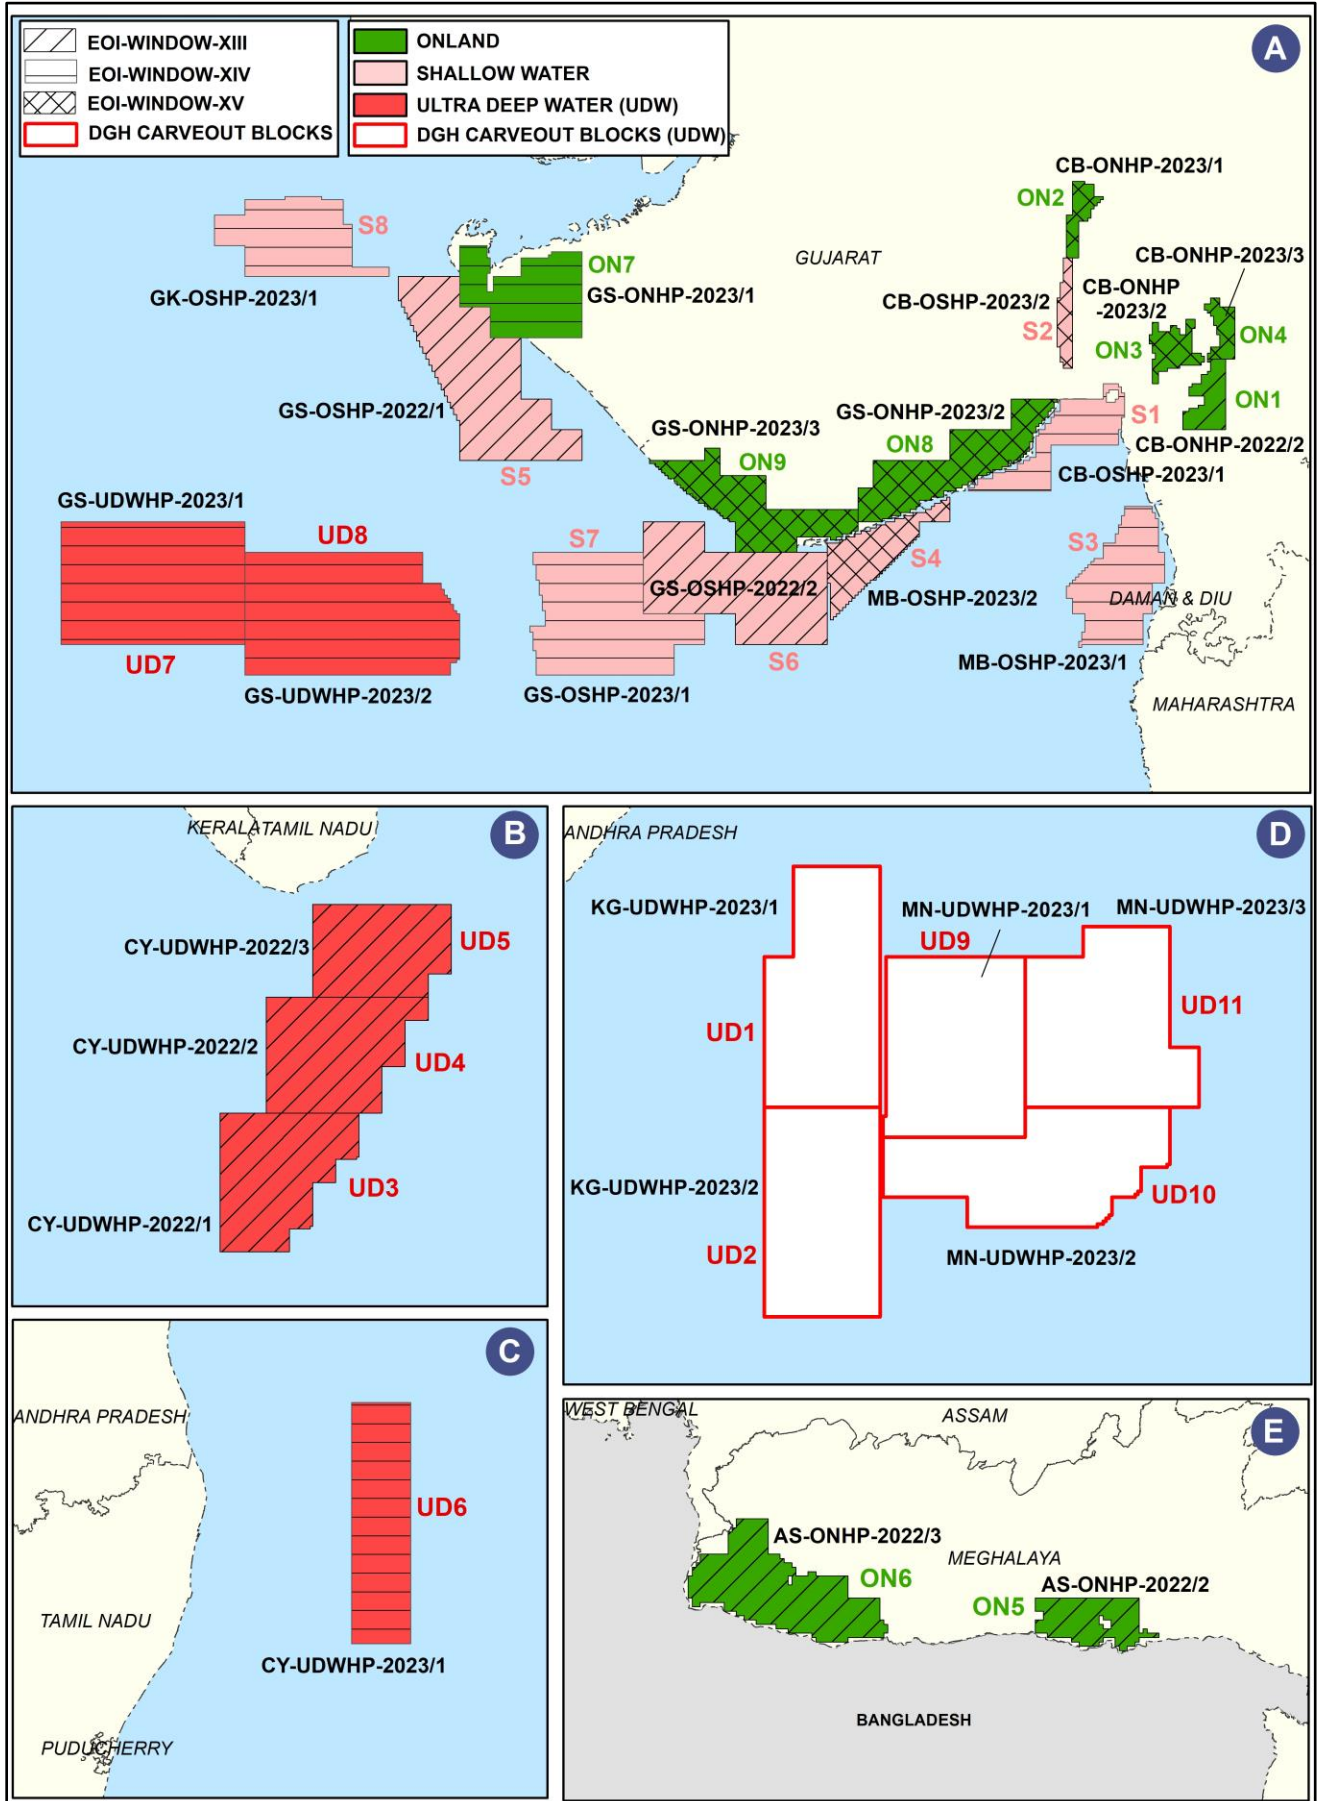 EOI-WINDOW-XIII
EOI-WINDOW-XIV
EOI-WINDOW-XV
DGH CARVEOUT BLOCKS
ONLAND
SHALLOW WATER
ULTRA DEEP WATER (UDW)
DGH CARVEOUT BLOCKS (UDW)
A
CB-ONHP-2023/1
ON2
S8
GUJARAT
CB-ONHP-2023/3
ON7
GK-OSHP-2023/1
GS-ONHP-2023/1
CB-OSHP-2023/2
CB-ONHP
-2023/2
S2
ON3
ON4
ON1
GS-OSHP-2022/1
GS-ONHP-2023/2
S1
GS-ONHP-2023/3
ON8
CB-ONHP-2022/2
ON9
S5
CB-OSHP-2023/1
GS-UDWHP-2023/1
UD8
S7
S3
S4
GS-OSHP-2022/2
MB-OSHP-2023/2
DAMAN & DIU
UD7
S6
MB-OSHP-2023/1
GS-UDWHP-2023/2
GS-OSHP-2023/1
MAHARASHTRA
KERALA
TAMIL NADU
B
CY-UDWHP-2022/3
UD5
CY-UDWHP-2022/2
UD4
UD3
CY-UDWHP-2022/1
ANDHRA PRADESH
D
KG-UDWHP-2023/1
MN-UDWHP-2023/1
MN-UDWHP-2023/3
UD9
UD1
UD11
KG-UDWHP-2023/2
UD10
UD2
MN-UDWHP-2023/2
C
ANDHRA PRADESH
UD6
TAMIL NADU
CY-UDWHP-2023/1
PUDUCHERRY
WEST BENGAL
ASSAM
E
AS-ONHP-2022/3
MEGHALAYA
ON6
AS-ONHP-2022/2
ON5
BANGLADESH